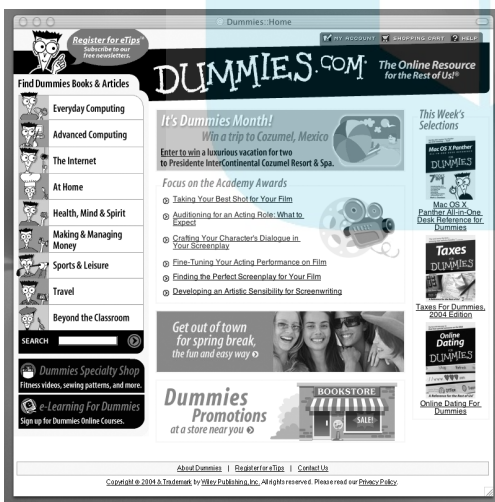 Dummies::Home
Register for eTips™
Subscribe to our
free newsletters.
MY ACCOUNT SHOPPING CART ? HELP
DUMMIES.COM™
The Online Resource
for the Rest of Us!®
Find Dummies Books & Articles
Everyday Computing
Advanced Computing
The Internet
At Home
Health, Mind & Spirit
Making & Managing
Money
Sports & Leisure
Travel
Beyond the Classroom
SEARCH
Dummies Specialty Shop
Fitness videos, sewing patterns, and more.
e-Learning For Dummies
Sign up for Dummies Online Courses.
It's Dummies Month!
Win a trip to Cozumel, Mexico
Enter to win a luxurious vacation for two
to Presidente InterContinental Cozumel Resort & Spa.
Focus on the Academy Awards
Taking Your Best Shot for Your Film
Auditioning for an Acting Role: What to
Expect
Crafting Your Character's Dialogue in
Your Screenplay
Fine-Tuning Your Acting Performance on Film
Finding the Perfect Screenplay for Your Film
Developing an Artistic Sensibility for Screenwriting
Get out of town
for spring break,
the fun and easy way
Dummies
Promotions
at a store near you
BOOKSTORE
SALE!
This Week's
Selections
Mac OS X Panther
DUMMIES
Mac OS X
Panther All-in-One
Desk Reference for
Dummies
Taxes
DUMMIES
Taxes For Dummies,
2004 Edition
Online
Dating
DUMMIES
Online Dating For
Dummies
About Dummies | Register for eTips | Contact Us
Copyright © 2004 & Trademark by Wiley Publishing, Inc. All rights reserved. Please read our Privacy Policy.